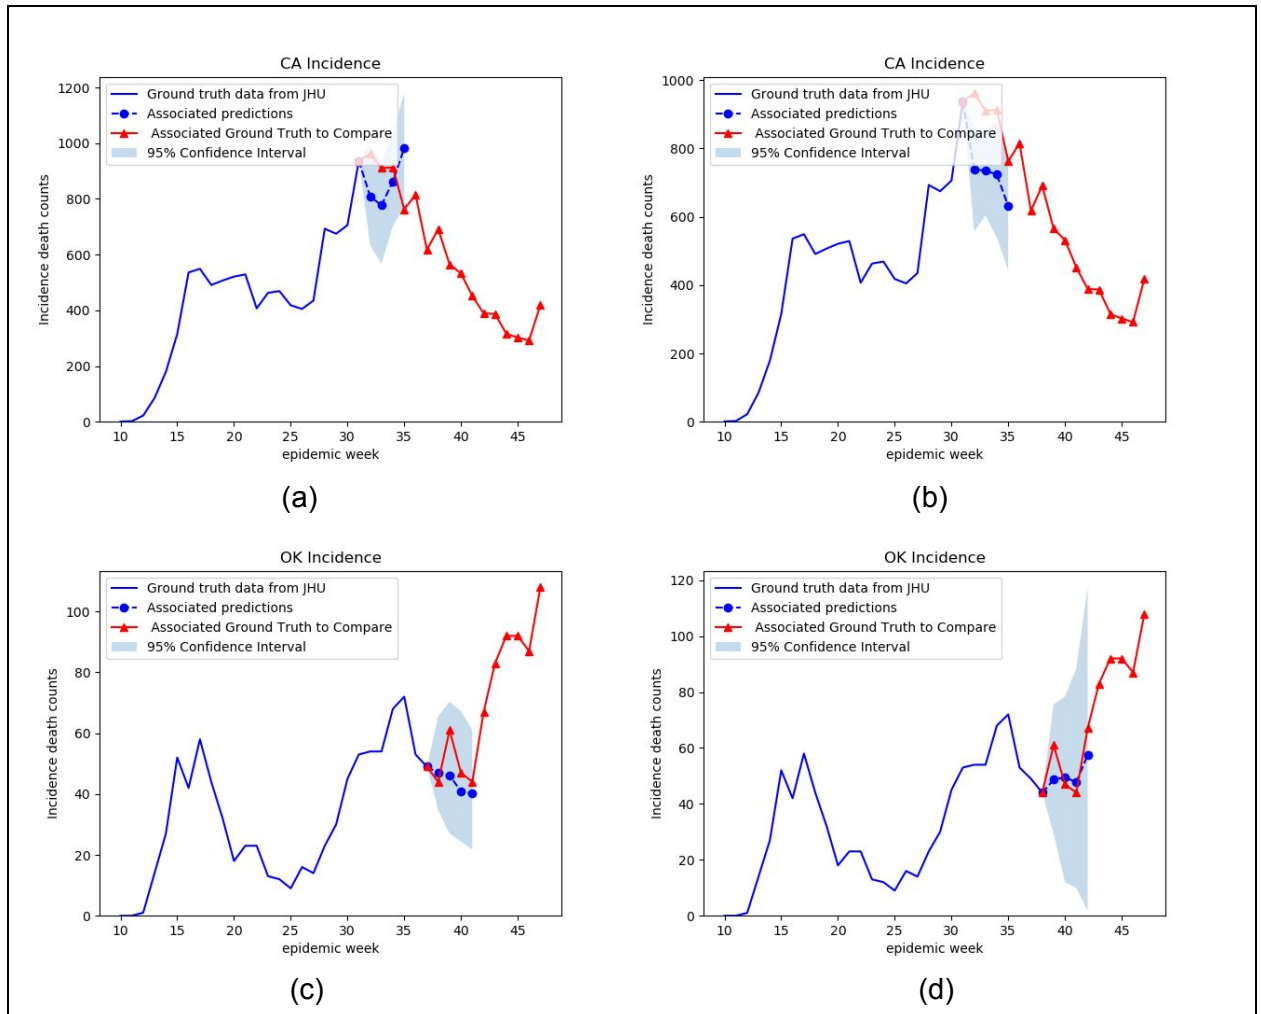 CA Incidence
Ground truth data from JHU
Associated predictions
Associated Ground Truth to Compare
95% Confidence Interval
1200
1000
800
600
400
200
0
Incidence death counts
10 15 20 25 30 35 40 45
epidemic week
(a)
CA Incidence
Ground truth data from JHU
Associated predictions
Associated Ground Truth to Compare
95% Confidence Interval
1000
800
600
400
200
0
Incidence death counts
10 15 20 25 30 35 40 45
epidemic week
(b)
OK Incidence
Ground truth data from JHU
Associated predictions
Associated Ground Truth to Compare
95% Confidence Interval
100
80
60
40
20
0
Incidence death counts
10 15 20 25 30 35 40 45
epidemic week
(c)
OK Incidence
Ground truth data from JHU
Associated predictions
Associated Ground Truth to Compare
95% Confidence Interval
120
100
80
60
40
20
0
Incidence death counts
10 15 20 25 30 35 40 45
epidemic week
(d)